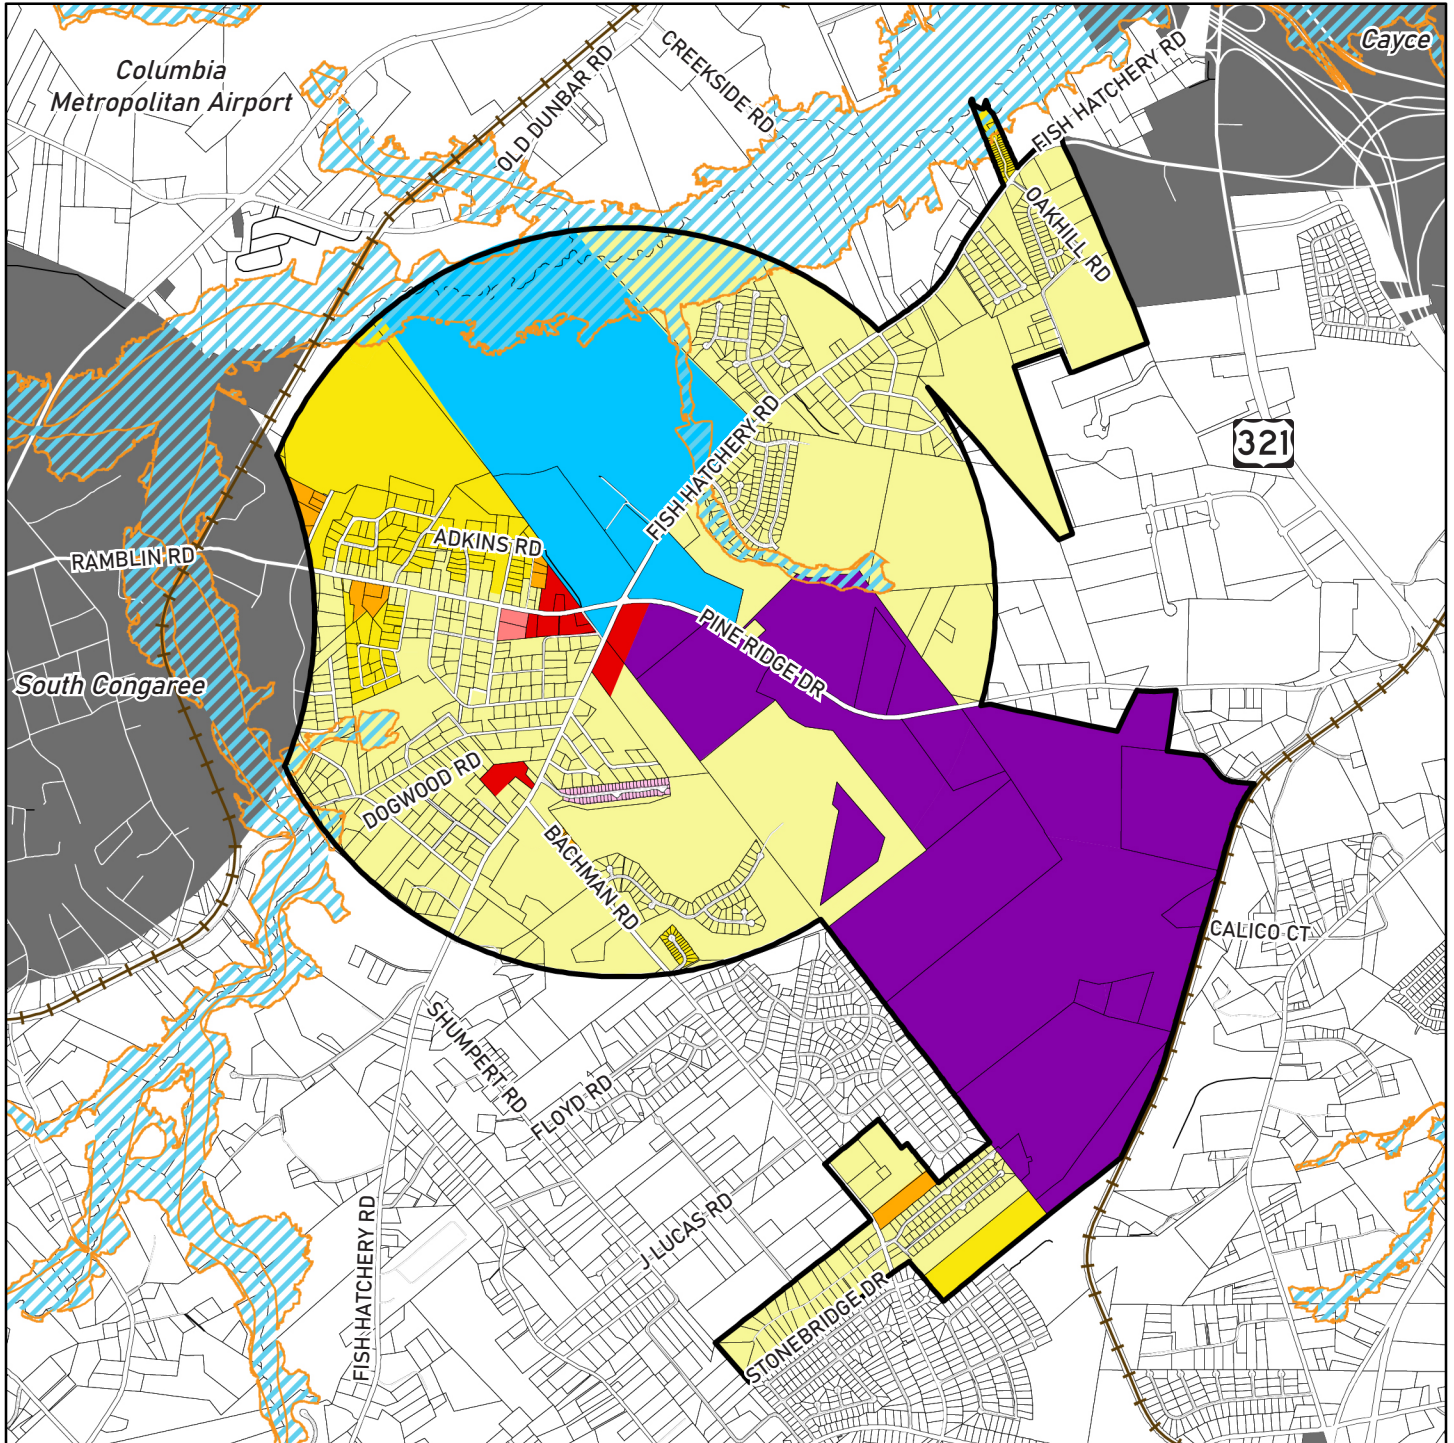 Columbia
Metropolitan Airport
OLD DUNBAR RD
CREEKSIDE RD
FISH HATCHERY RD
Cayce
OAKHILL RD
321
FISH HATCHERY RD
ADKINS RD
RAMBLIN RD
PINE RIDGE DR
South Congaree
DOGWOOD RD
BACHMAN RD
CALICO CT
SHUMPERT RD
FLOYD RD
J LUCAS RD
FISH HATCHERY RD
STONEBRIDGE DR